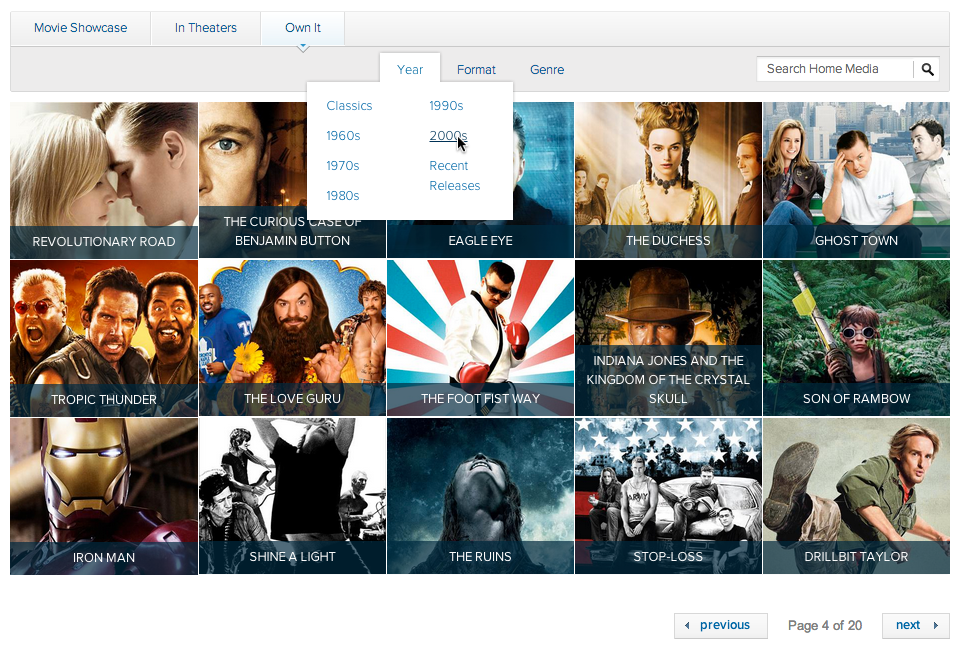 Movie Showcase In Theaters Own It
Year Format Genre Search Home Media
Classics 1990s
1960s 2000s
1970s Recent
Releases
1980s
REVOLUTIONARY ROAD
THE CURIOUS CASE OF
BENJAMIN BUTTON
EAGLE EYE
THE DUCHESS
GHOST TOWN
TROPIC THUNDER
THE LOVE GURU
THE FOOT FIST WAY
INDIANA JONES AND THE
KINGDOM OF THE CRYSTAL
SKULL
SON OF RAMBOW
IRON MAN
SHINE A LIGHT
THE RUINS
ARMY
STOP-LOSS
DRILLBIT TAYLOR
previous Page 4 of 20 next